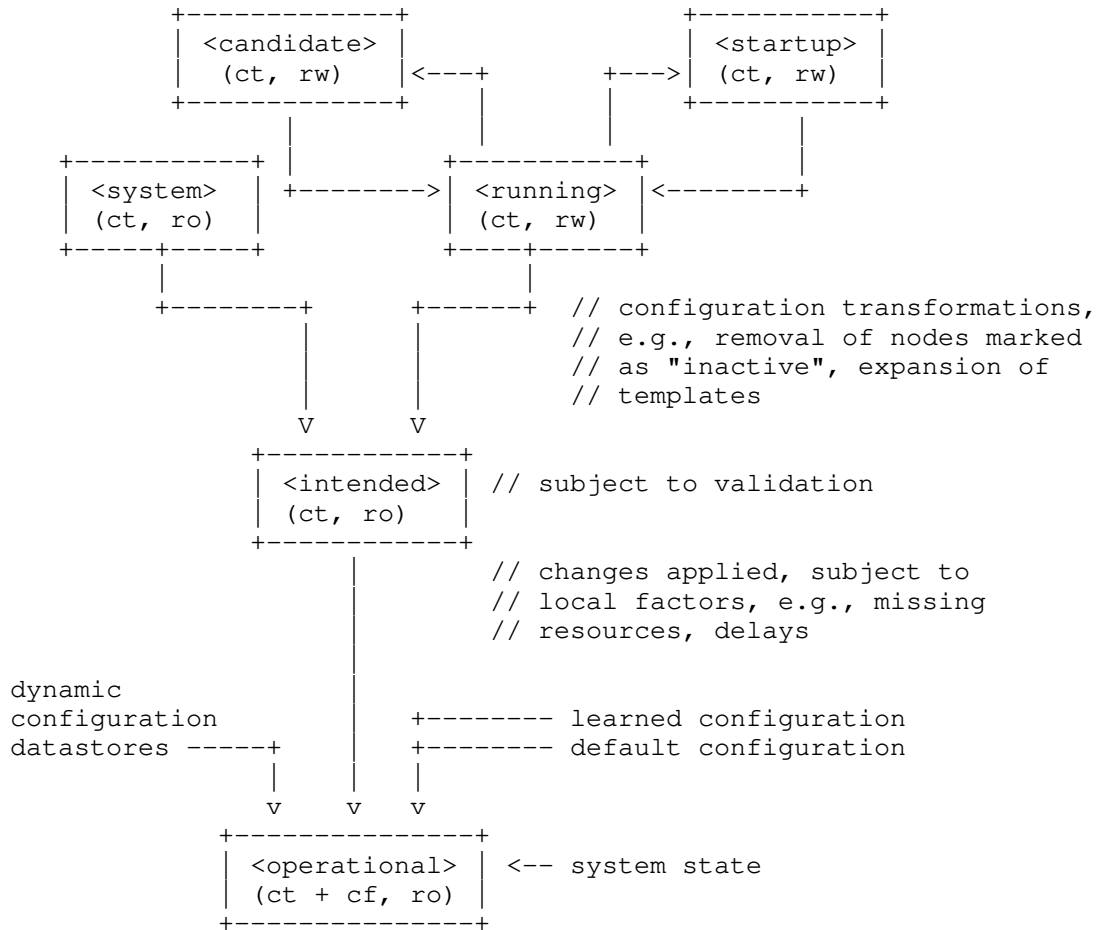 <candidate> <startup>
(ct, rw) (ct, rw)
<system> <running>
(ct, ro) (ct, rw)
// configuration transformations,
// e.g., removal of nodes marked
// as "inactive", expansion of
// templates
<intended> // subject to validation
(ct, ro)
// changes applied, subject to
// local factors, e.g., missing
// resources, delays
dynamic
configuration learned configuration
datastores default configuration
<operational> <-- system state
(ct + cf, ro)